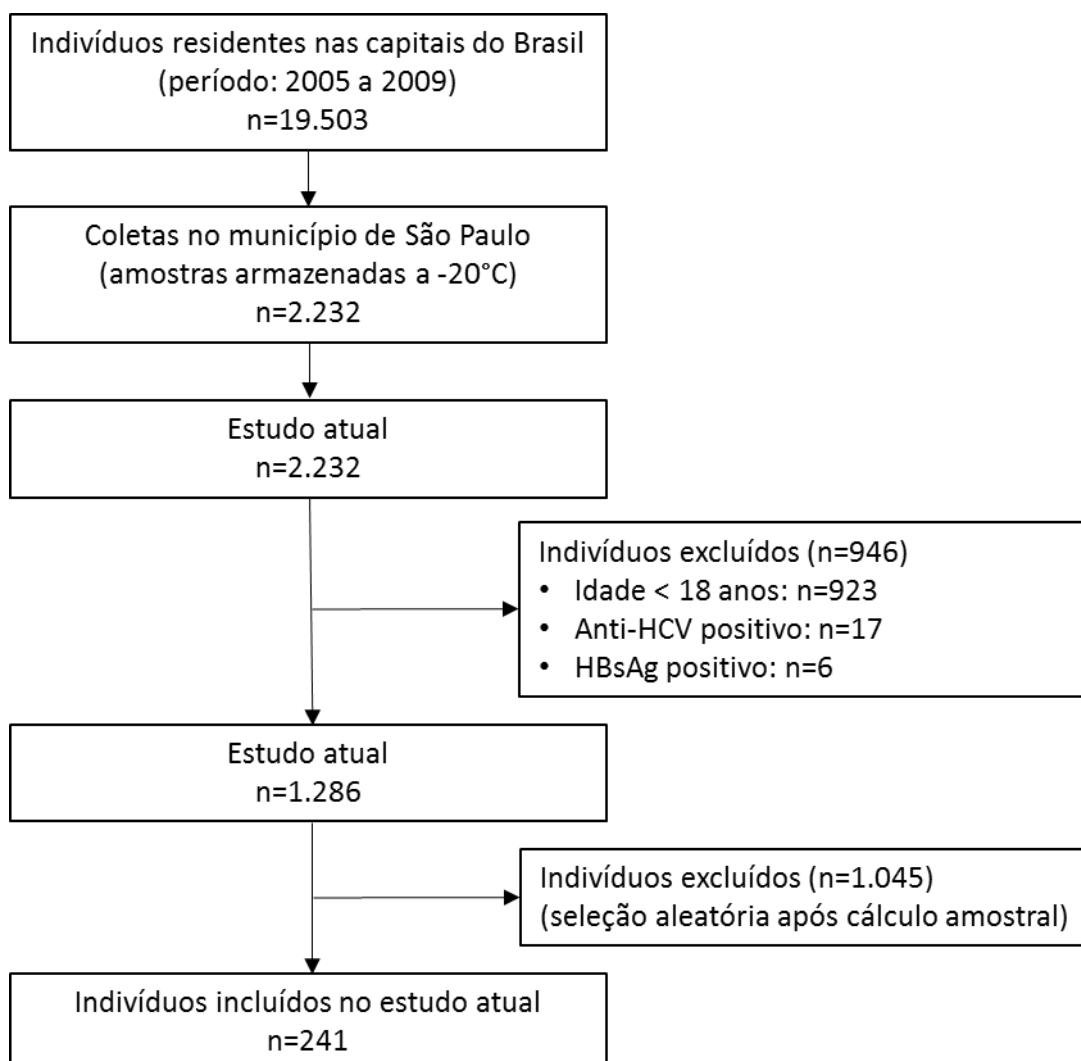 Indivíduos residentes nas capitais do Brasil
(período: 2005 a 2009)
n=19.503
Coletas no município de São Paulo
(amostras armazenadas a -20°C)
n=2.232
Estudo atual
n=2.232
Indivíduos excluídos (n=946)
• Idade < 18 anos: n=923
• Anti-HCV positivo: n=17
• HBsAg positivo: n=6
Estudo atual
n=1.286
Indivíduos excluídos (n=1.045)
(seleção aleatória após cálculo amostral)
Indivíduos incluídos no estudo atual
n=241